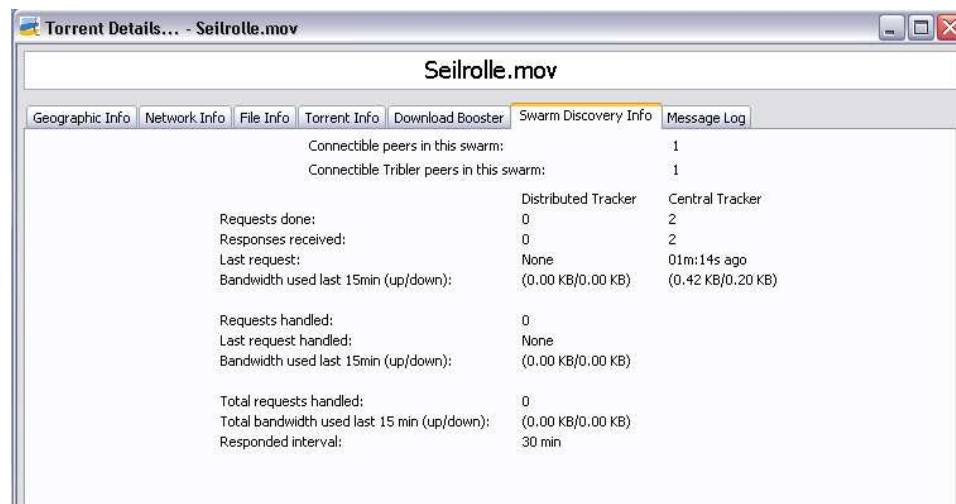 Torrent Details... - Seilrolle.mov
Seilrolle.mov
Geographic Info Network Info File Info Torrent Info Download Booster Swarm Discovery Info Message Log
Connectible peers in this swarm: 1
Connectible Tribler peers in this swarm: 1
Distributed Tracker Central Tracker
Requests done: 0 2
Responses received: 0 2
Last request: None 01m:14s ago
Bandwidth used last 15min (up/down): (0.00 KB/0.00 KB) (0.42 KB/0.20 KB)
Requests handled: 0
Last request handled: None
Bandwidth used last 15min (up/down): (0.00 KB/0.00 KB)
Total requests handled: 0
Total bandwidth used last 15 min (up/down): (0.00 KB/0.00 KB)
Responded interval: 30 min